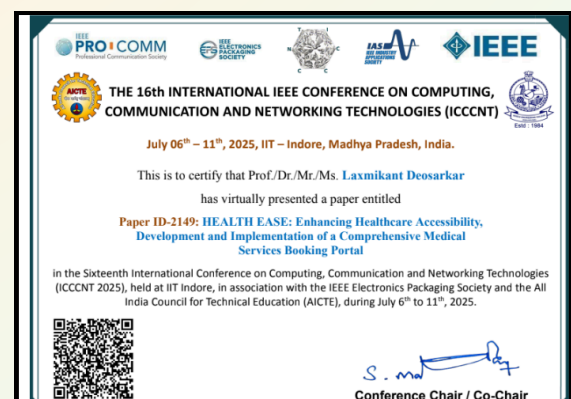 IEEE
PRO COMM
Professional Communication Society
IEEE
ELECTRONICS
PACKAGING
SOCIETY
IAS
IEEE INDUSTRY
APPLICATIONS
SOCIETY
IEEE
AICTE
THE 16th INTERNATIONAL IEEE CONFERENCE ON COMPUTING,
COMMUNICATION AND NETWORKING TECHNOLOGIES (ICCCNT)
Estd : 1984
July 06th – 11th, 2025, IIT – Indore, Madhya Pradesh, India.
This is to certify that Prof./Dr./Mr./Ms. Laxmikant Deosarkar
has virtually presented a paper entitled
Paper ID-2149: HEALTH EASE: Enhancing Healthcare Accessibility,
Development and Implementation of a Comprehensive Medical
Services Booking Portal
in the Sixteenth International Conference on Computing, Communication and Networking Technologies
(ICCCNT 2025), held at IIT Indore, in association with the IEEE Electronics Packaging Society and the All
India Council for Technical Education (AICTE), during July 6th to 11th, 2025.
Conference Chair / Co-Chair